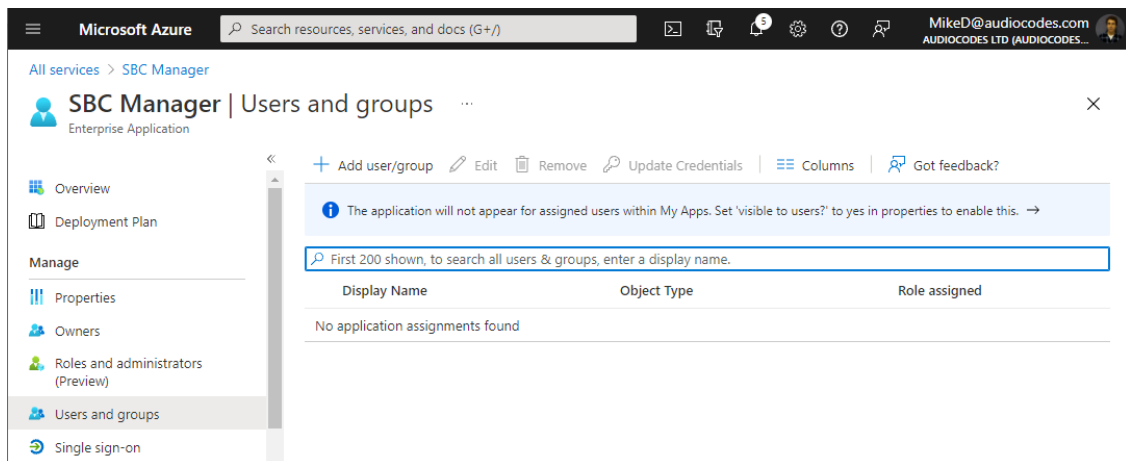 Microsoft Azure
Search resources, services, and docs (G+/)
5
MikeD@audiocodes.com
AUDIOCODES LTD (AUDIOCODES...
All services > SBC Manager
SBC Manager | Users and groups ...
Enterprise Application
Add user/group Edit Remove Update Credentials Columns Got feedback?
Overview
Deployment Plan
Manage
Properties
Owners
Roles and administrators
(Preview)
Users and groups
Single sign-on
The application will not appear for assigned users within My Apps. Set 'visible to users?' to yes in properties to enable this. →
First 200 shown, to search all users & groups, enter a display name.
Display Name Object Type Role assigned
No application assignments found